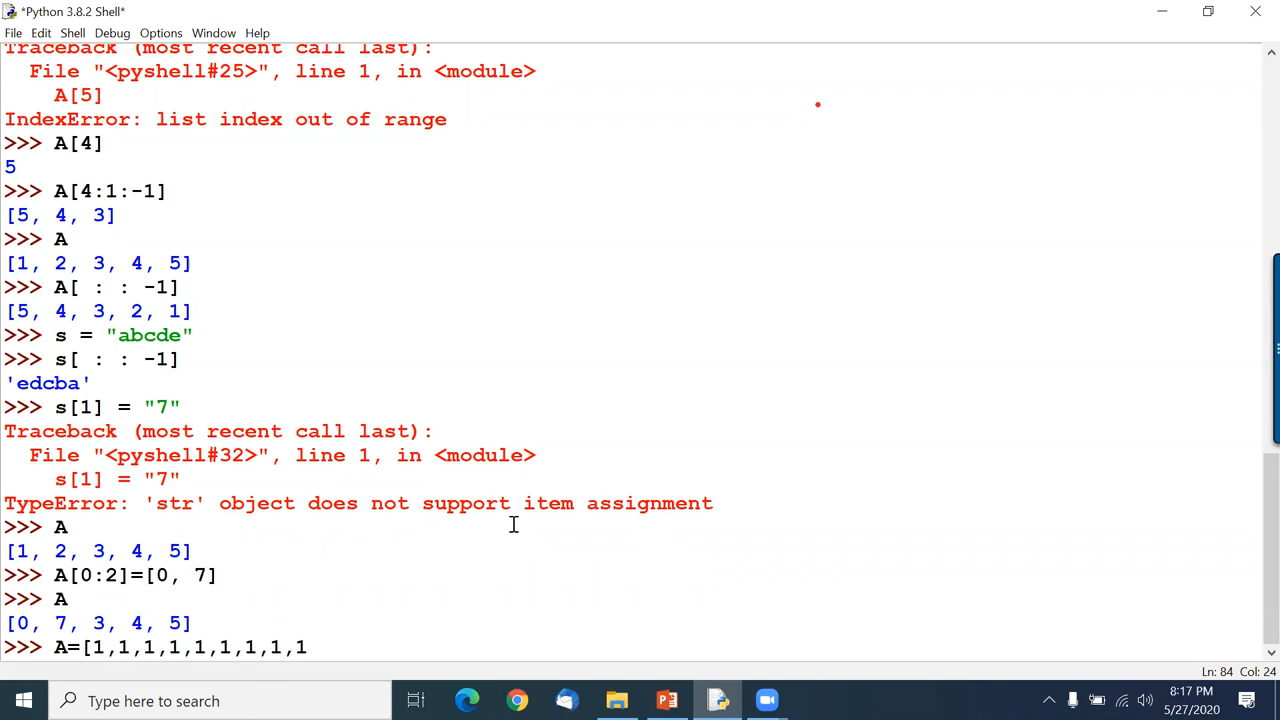 *Python 3.8.2 Shell*
File Edit Shell Debug Options Window Help
Traceback (most recent call last):
  File "<pyshell#25>", line 1, in <module>
    A[5]
IndexError: list index out of range
>>> A[4]
5
>>> A[4:1:-1]
[5, 4, 3]
>>> A
[1, 2, 3, 4, 5]
>>> A[ : : -1]
[5, 4, 3, 2, 1]
>>> s = "abcde"
>>> s[ : : -1]
'edcba'
>>> s[1] = "7"
Traceback (most recent call last):
  File "<pyshell#32>", line 1, in <module>
    s[1] = "7"
TypeError: 'str' object does not support item assignment
>>> A
[1, 2, 3, 4, 5]
>>> A[0:2]=[0, 7]
>>> A
[0, 7, 3, 4, 5]
>>> A=[1,1,1,1,1,1,1,1,1
Ln: 84 Col: 24
Type here to search
8:17 PM
5/27/2020